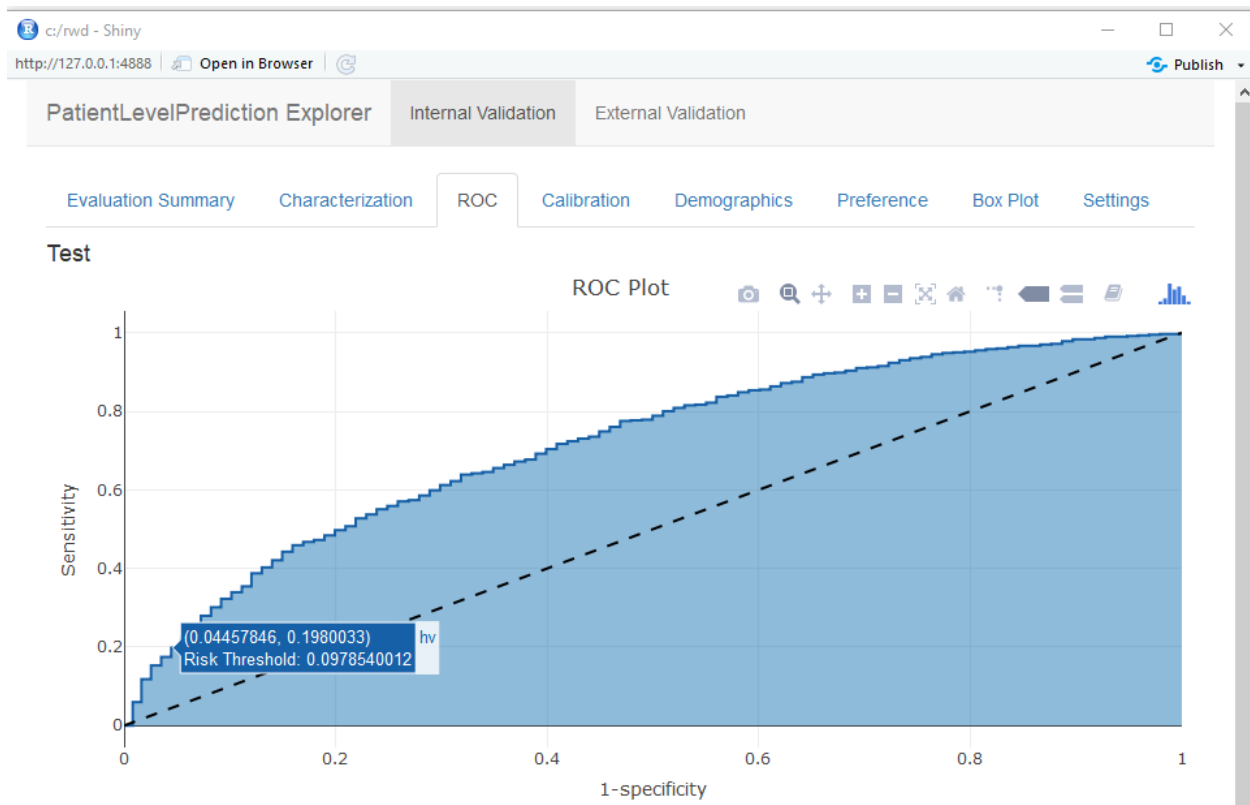 c:/rwd - Shiny
http://127.0.0.1:4888 Open in Browser Publish
PatientLevelPrediction Explorer Internal Validation External Validation
Evaluation Summary Characterization ROC Calibration Demographics Preference Box Plot Settings
Test
ROC Plot
1
0.8
0.6
0.4
0.2
0
Sensitivity
(0.04457846, 0.1980033) hv
Risk Threshold: 0.0978540012
0 0.2 0.4 0.6 0.8 1
1-specificity